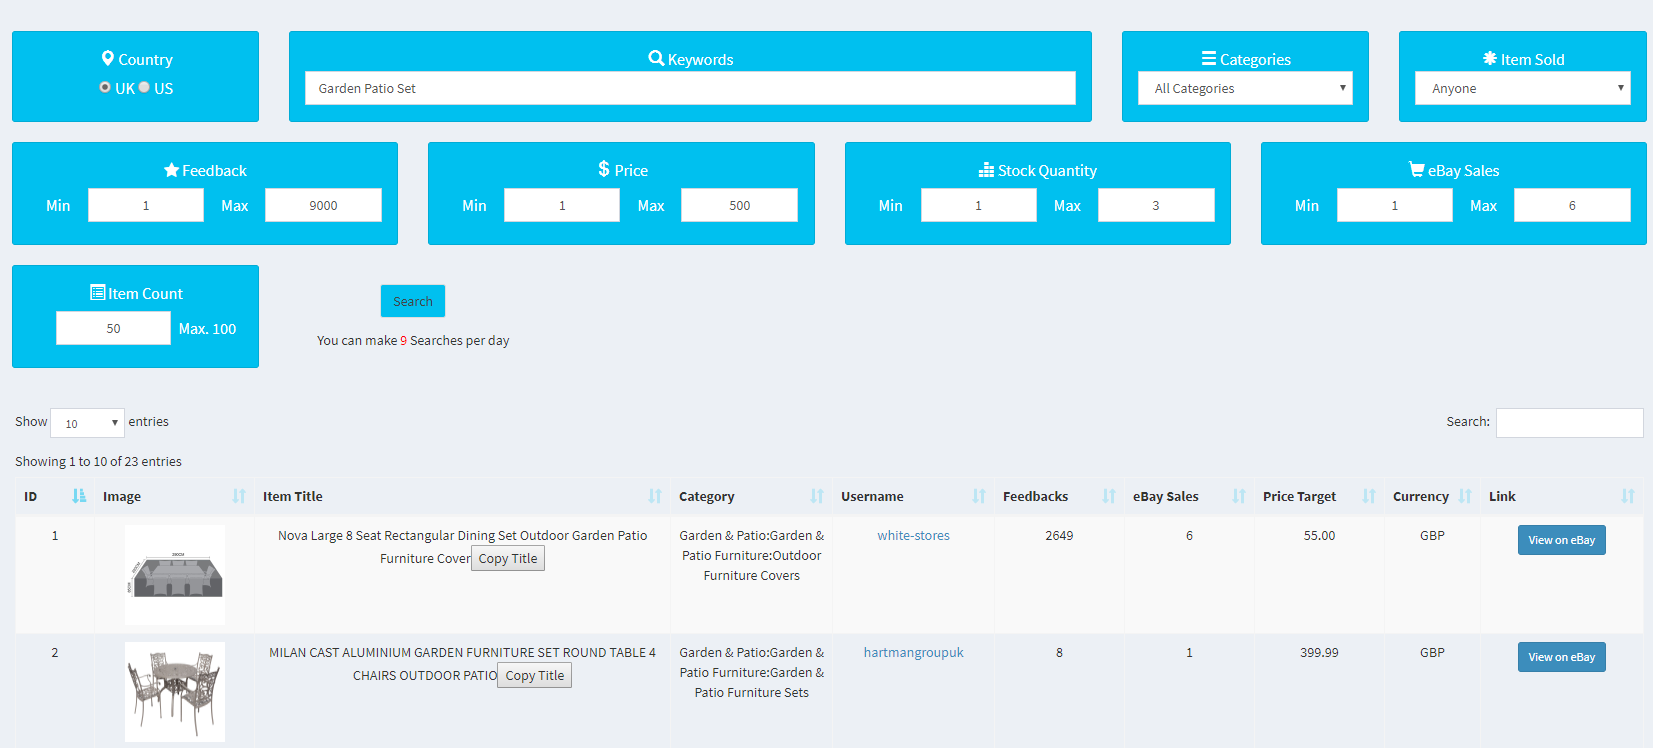 Country
UK US
Keywords
Garden Patio Set
Categories
All Categories
Item Sold
Anyone
Feedback
Min 1 Max 9000
Price
Min 1 Max 500
Stock Quantity
Min 1 Max 3
eBay Sales
Min 1 Max 6
Item Count
50 Max. 100
Search
You can make 9 Searches per day
Show 10 entries
Search:
Showing 1 to 10 of 23 entries
ID Image Item Title Category Username Feedbacks eBay Sales Price Target Currency Link
1
Nova Large 8 Seat Rectangular Dining Set Outdoor Garden Patio
Furniture Cover Copy Title
Garden & Patio:Garden &
Patio Furniture:Outdoor
Furniture Covers
white-stores
2649
6
55.00
GBP
View on eBay
2
MILAN CAST ALUMINIUM GARDEN FURNITURE SET ROUND TABLE 4
CHAIRS OUTDOOR PATIO Copy Title
Garden & Patio:Garden &
Patio Furniture:Garden &
Patio Furniture Sets
hartmangroupuk
8
1
399.99
GBP
View on eBay